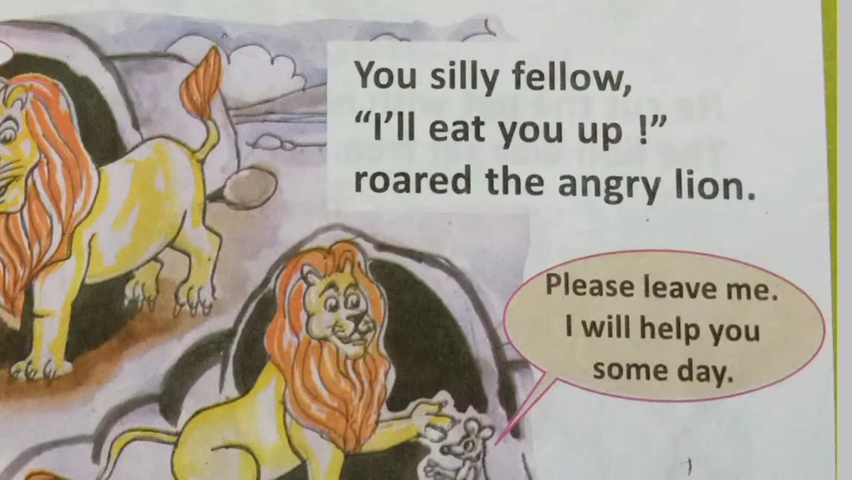 You silly fellow,
“I’ll eat you up !”
roared the angry lion.
Please leave me.
I will help you
some day.